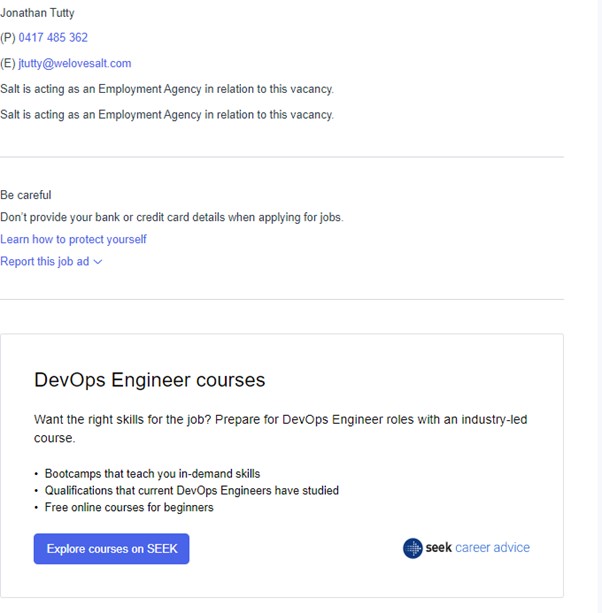 Jonathan Tutty
(P) 0417 485 362
(E) jtutty@welovesalt.com
Salt is acting as an Employment Agency in relation to this vacancy.
Salt is acting as an Employment Agency in relation to this vacancy.
Be careful
Don't provide your bank or credit card details when applying for jobs.
Learn how to protect yourself
Report this job ad
DevOps Engineer courses
Want the right skills for the job? Prepare for DevOps Engineer roles with an industry-led
course.
• Bootcamps that teach you in-demand skills
• Qualifications that current DevOps Engineers have studied
• Free online courses for beginners
Explore courses on SEEK
seek career advice